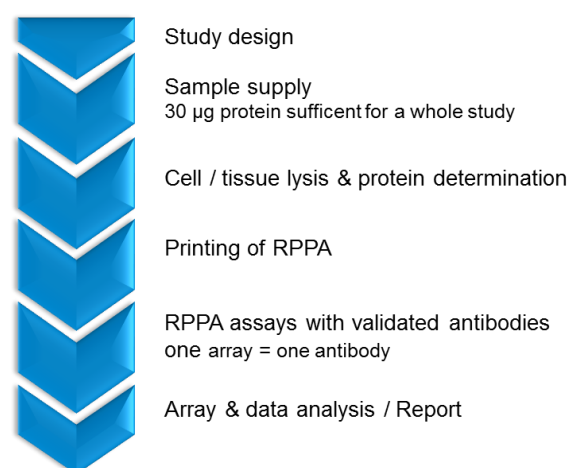 Study design
Sample supply
30 µg protein sufficent for a whole study
Cell / tissue lysis & protein determination
Printing of RPPA
RPPA assays with validated antibodies
one array = one antibody
Array & data analysis / Report